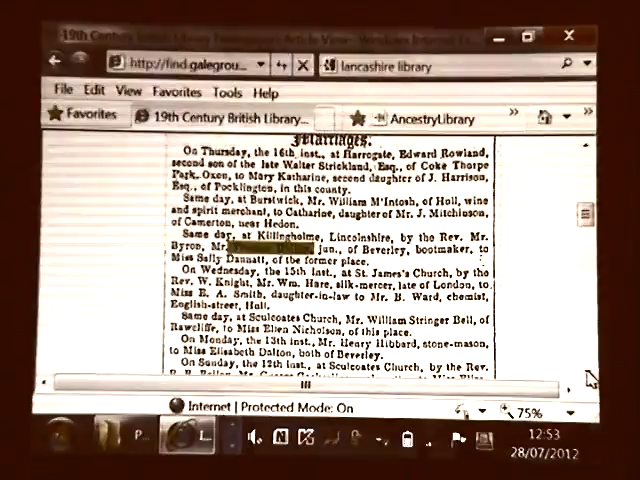 19th Century British Library
http://find.galegrou...
lancashire library
File Edit View Favorites Tools Help
Favorites 19th Century British Library... AncestryLibrary
Marriages.
On Thursday, the 16th inst., at Harrogate, Edward Rowland,
second son of the late Walter Strickland, Esq., of Coke Thorpe
Park, Oxon, to Mary Katharine, second daughter of J. Harrison,
Esq., of Pocklington, in this county.
Same day, at Burstwick, Mr. William M'Intosh, of Hull, wine
and spirit merchant, to Catharine, daughter of Mr. J. Mitchinson,
of Camerton, near Hedon.
Same day, at Killingholme, Lincolnshire, by the Rev. Mr.
Byron, Mr. jun., of Beverley, bootmaker, to
Miss Sally Dannatt, of the former place.
On Wednesday, the 15th inst., at St. James's Church, by the
Rev. W. Knight, Mr. Wm. Hare, silk-mercer, late of London, to
Miss E. A. Smith, daughter-in-law to Mr. B. Ward, chemist,
English-street, Hull.
Same day, at Sculcoates Church, Mr. William Stringer Bell, of
Rawcliffe, to Miss Ellen Nicholson, of this place.
On Monday, the 13th inst., Mr. Henry Hibbard, stone-mason,
to Miss Elisabeth Dalton, both of Beverley.
On Sunday, the 12th inst., at Sculcoates Church, by the Rev.
Internet | Protected Mode: On
75%
P... L...
12:53
28/07/2012